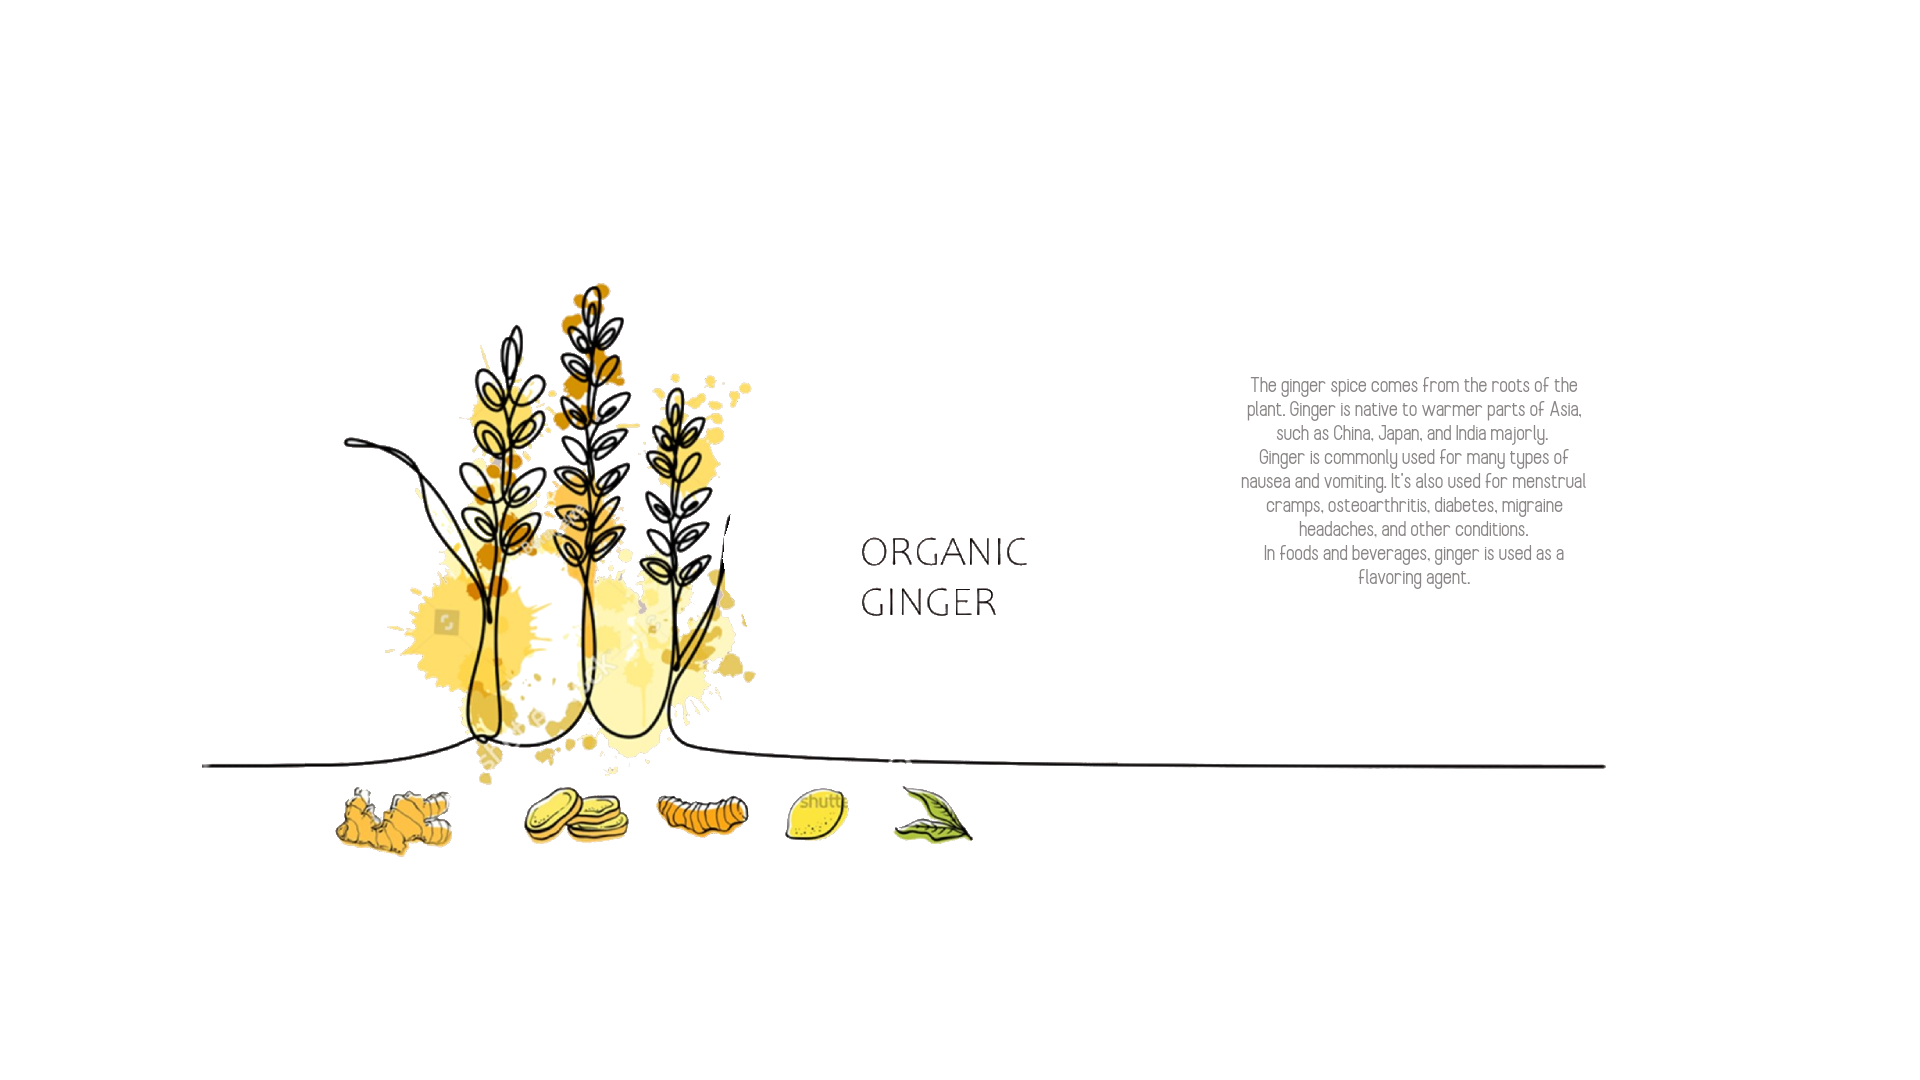 ORGANIC
GINGER
The ginger spice comes from the roots of the
plant. Ginger is native to warmer parts of Asia,
such as China, Japan, and India majorly.
Ginger is commonly used for many types of
nausea and vomiting. It's also used for menstrual
cramps, osteoarthritis, diabetes, migraine
headaches, and other conditions.
In foods and beverages, ginger is used as a
flavoring agent.
shutte